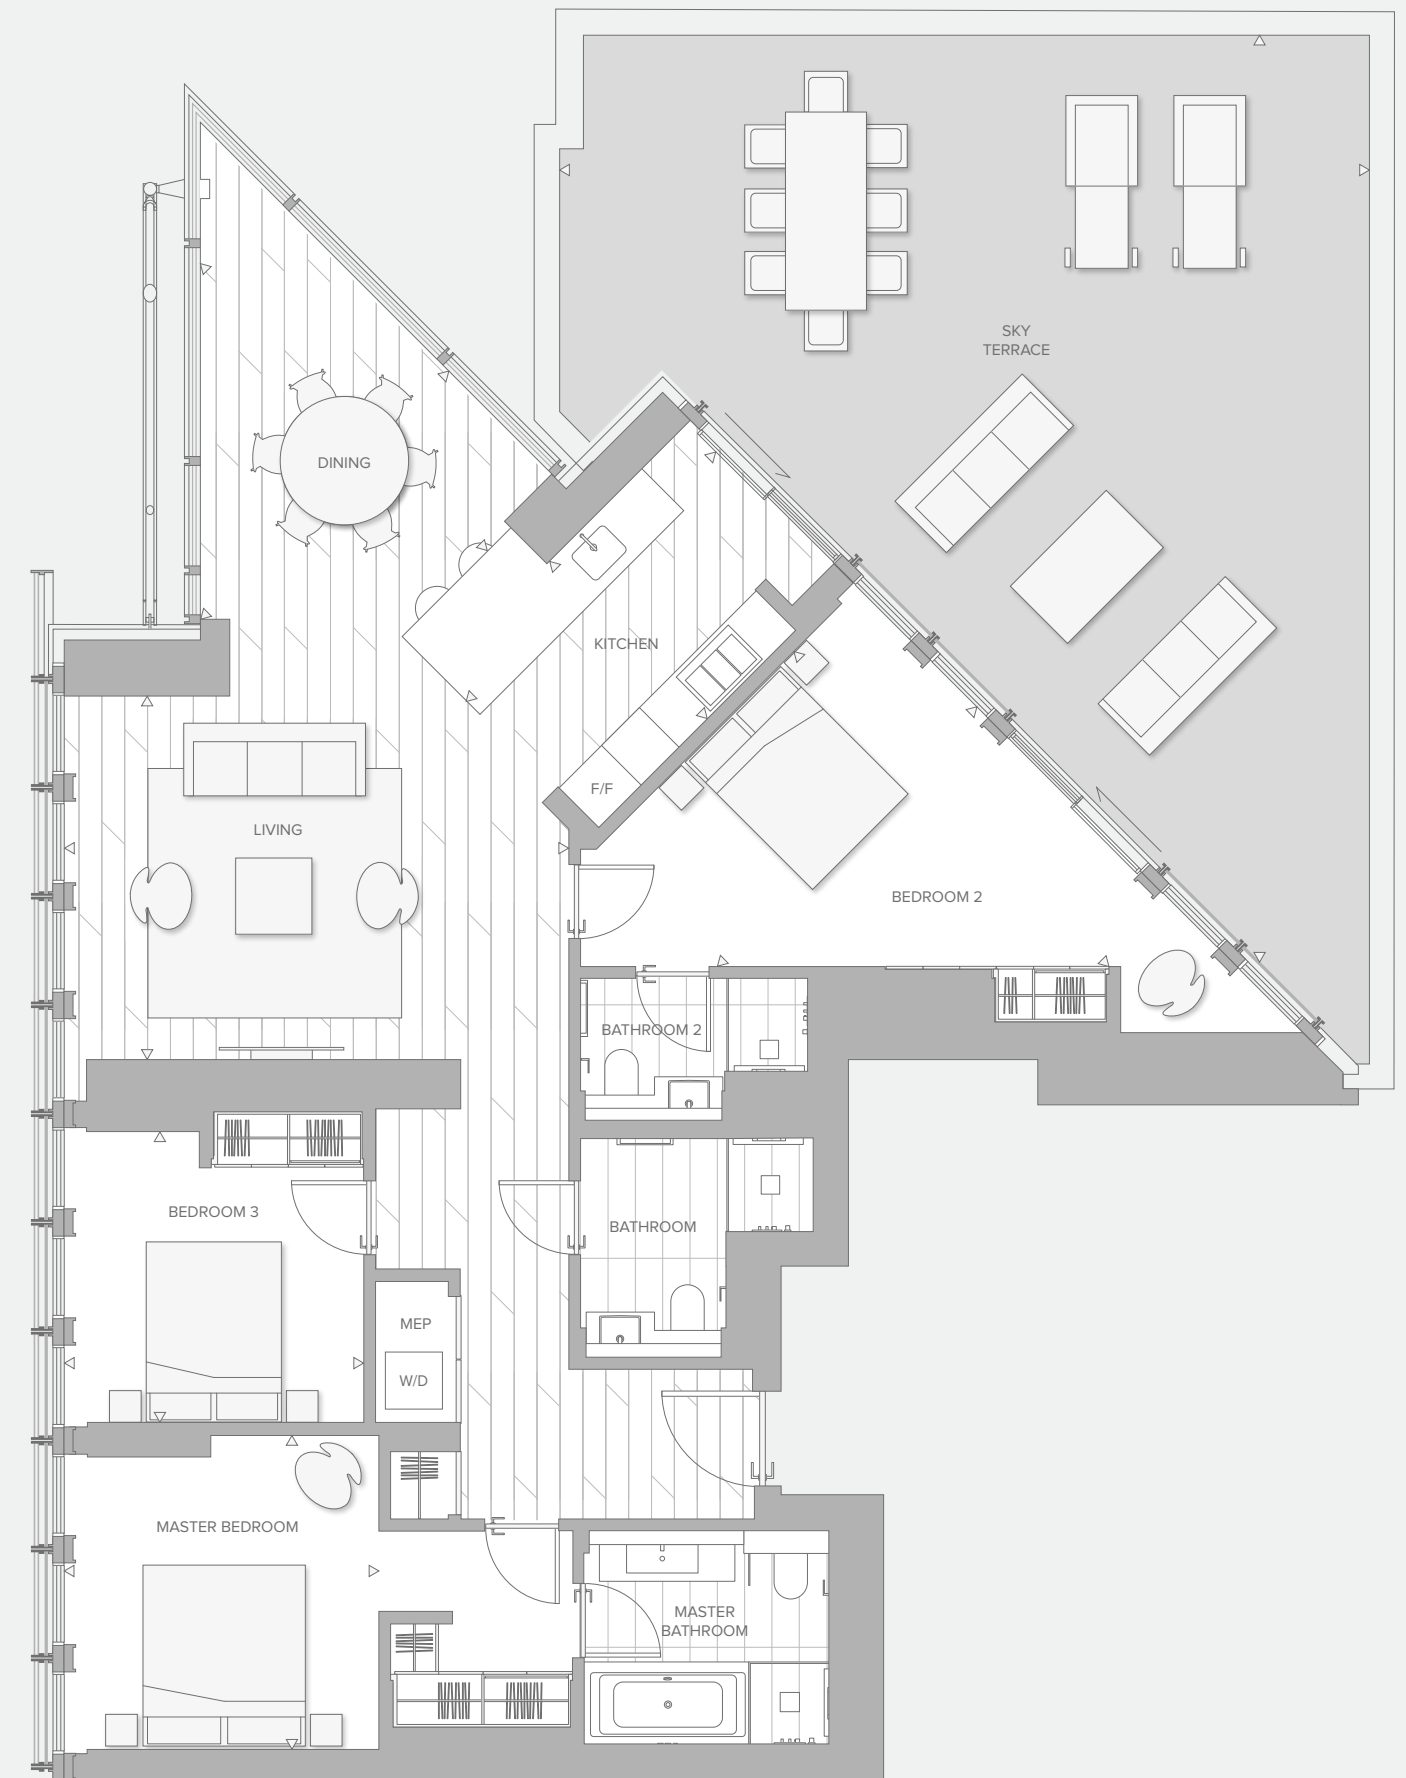 SKY
TERRACE
DINING
KITCHEN
F/F
LIVING
BEDROOM 2
BATHROOM 2
BEDROOM 3
BATHROOM
MEP
W/D
MASTER BEDROOM
MASTER
BATHROOM